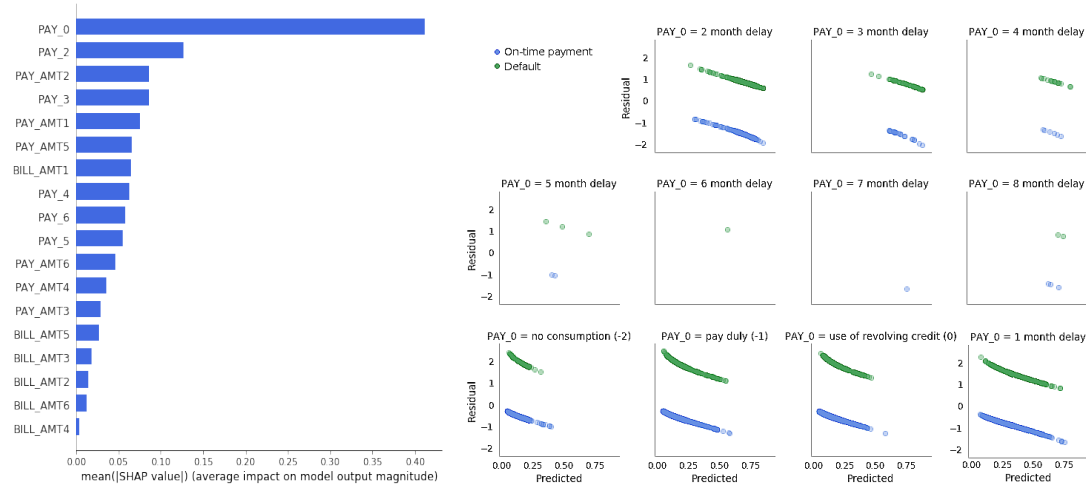 PAY_0
PAY_2
PAY_AMT2
PAY_3
PAY_AMT1
PAY_AMT5
BILL_AMT1
PAY_4
PAY_6
PAY_5
PAY_AMT6
PAY_AMT4
PAY_AMT3
BILL_AMT5
BILL_AMT3
BILL_AMT2
BILL_AMT6
BILL_AMT4
0.00 0.05 0.10 0.15 0.20 0.25 0.30 0.35 0.40
mean(|SHAP value|) (average impact on model output magnitude)
On-time payment
Default
PAY_0 = 2 month delay PAY_0 = 3 month delay PAY_0 = 4 month delay
Residual
2
1
0
−1
−2
PAY_0 = 5 month delay PAY_0 = 6 month delay PAY_0 = 7 month delay PAY_0 = 8 month delay
Residual
2
1
0
−1
−2
PAY_0 = no consumption (-2) PAY_0 = pay duly (-1) PAY_0 = use of revolving credit (0) PAY_0 = 1 month delay
Residual
2
1
0
−1
−2
0.00 0.25 0.50 0.75 0.00 0.25 0.50 0.75 0.00 0.25 0.50 0.75 0.00 0.25 0.50 0.75
Predicted Predicted Predicted Predicted